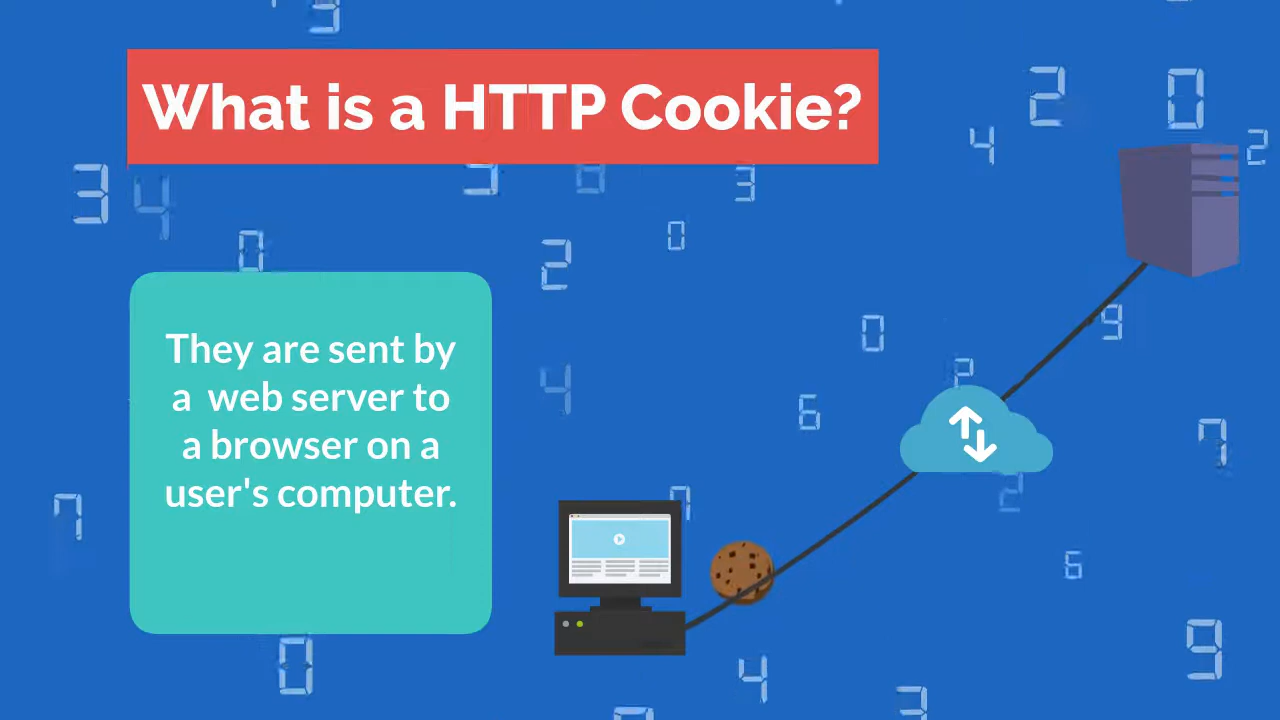 What is a HTTP Cookie?
They are sent by
a web server to
a browser on a
user's computer.